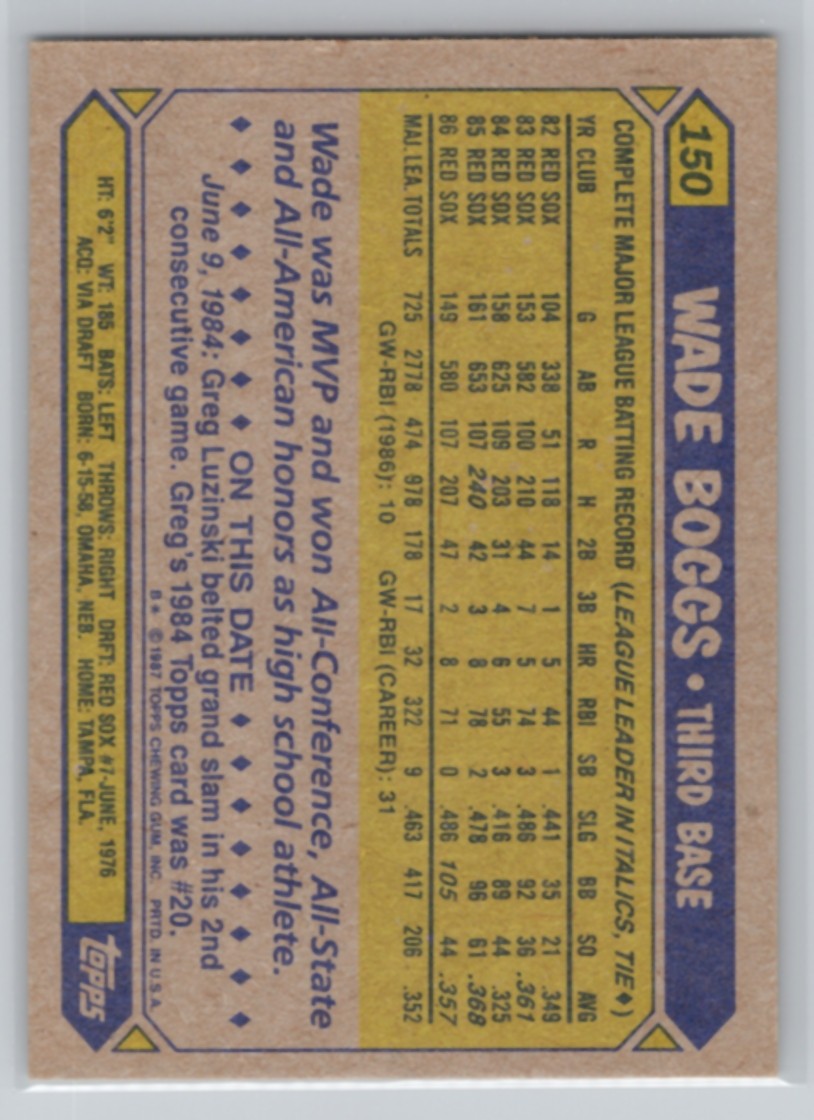 150 WADE BOGGS • THIRD BASE
COMPLETE MAJOR LEAGUE BATTING RECORD (LEAGUE LEADER IN ITALICS, TIE♦)
YR CLUB G AB R H 2B 3B HR RBI SB SLG BB SO AVG
82 RED SOX 104 338 51 118 14 1 5 44 1 .441 35 21 .349
83 RED SOX 153 582 100 210 44 7 5 74 3 .486 92 36 .361
84 RED SOX 158 625 109 203 31 4 6 55 3 .416 89 44 .325
85 RED SOX 161 653 107 240 42 3 8 78 2 .478 96 61 .368
86 RED SOX 149 580 107 207 47 2 8 71 0 .486 105 44 .357
MAJ. LEA. TOTALS 725 2778 474 978 178 17 32 322 9 .463 417 206 .352
GW-RBI (1986): 10 GW-RBI (CAREER): 31
Wade was MVP and won All-Conference, All-State
and All-American honors as high school athlete.
♦ ♦ ♦ ♦ ♦ ♦ ON THIS DATE ♦ ♦ ♦ ♦ ♦ ♦
June 9, 1984: Greg Luzinski belted grand slam in his 2nd
consecutive game. Greg's 1984 Topps card was #20.
B* ©1987 TOPPS CHEWING GUM, INC. PRTD. IN U.S.A.
HT: 6'2" WT: 185 BATS: LEFT THROWS: RIGHT DRFT: RED SOX #7-JUNE, 1976
ACQ: VIA DRAFT BORN: 6-15-58, OMAHA, NEB. HOME: TAMPA, FLA.
topps